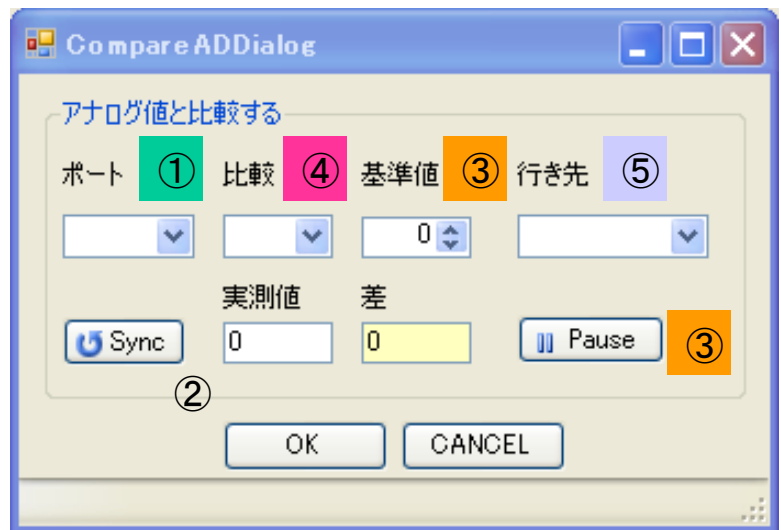 CompareADDialog
アナログ値と比較する
ポート ① 比較 ④ 基準値 ③ 行き先 ⑤
0
実測値 差
Sync 0 0 Pause ③
②
OK CANCEL